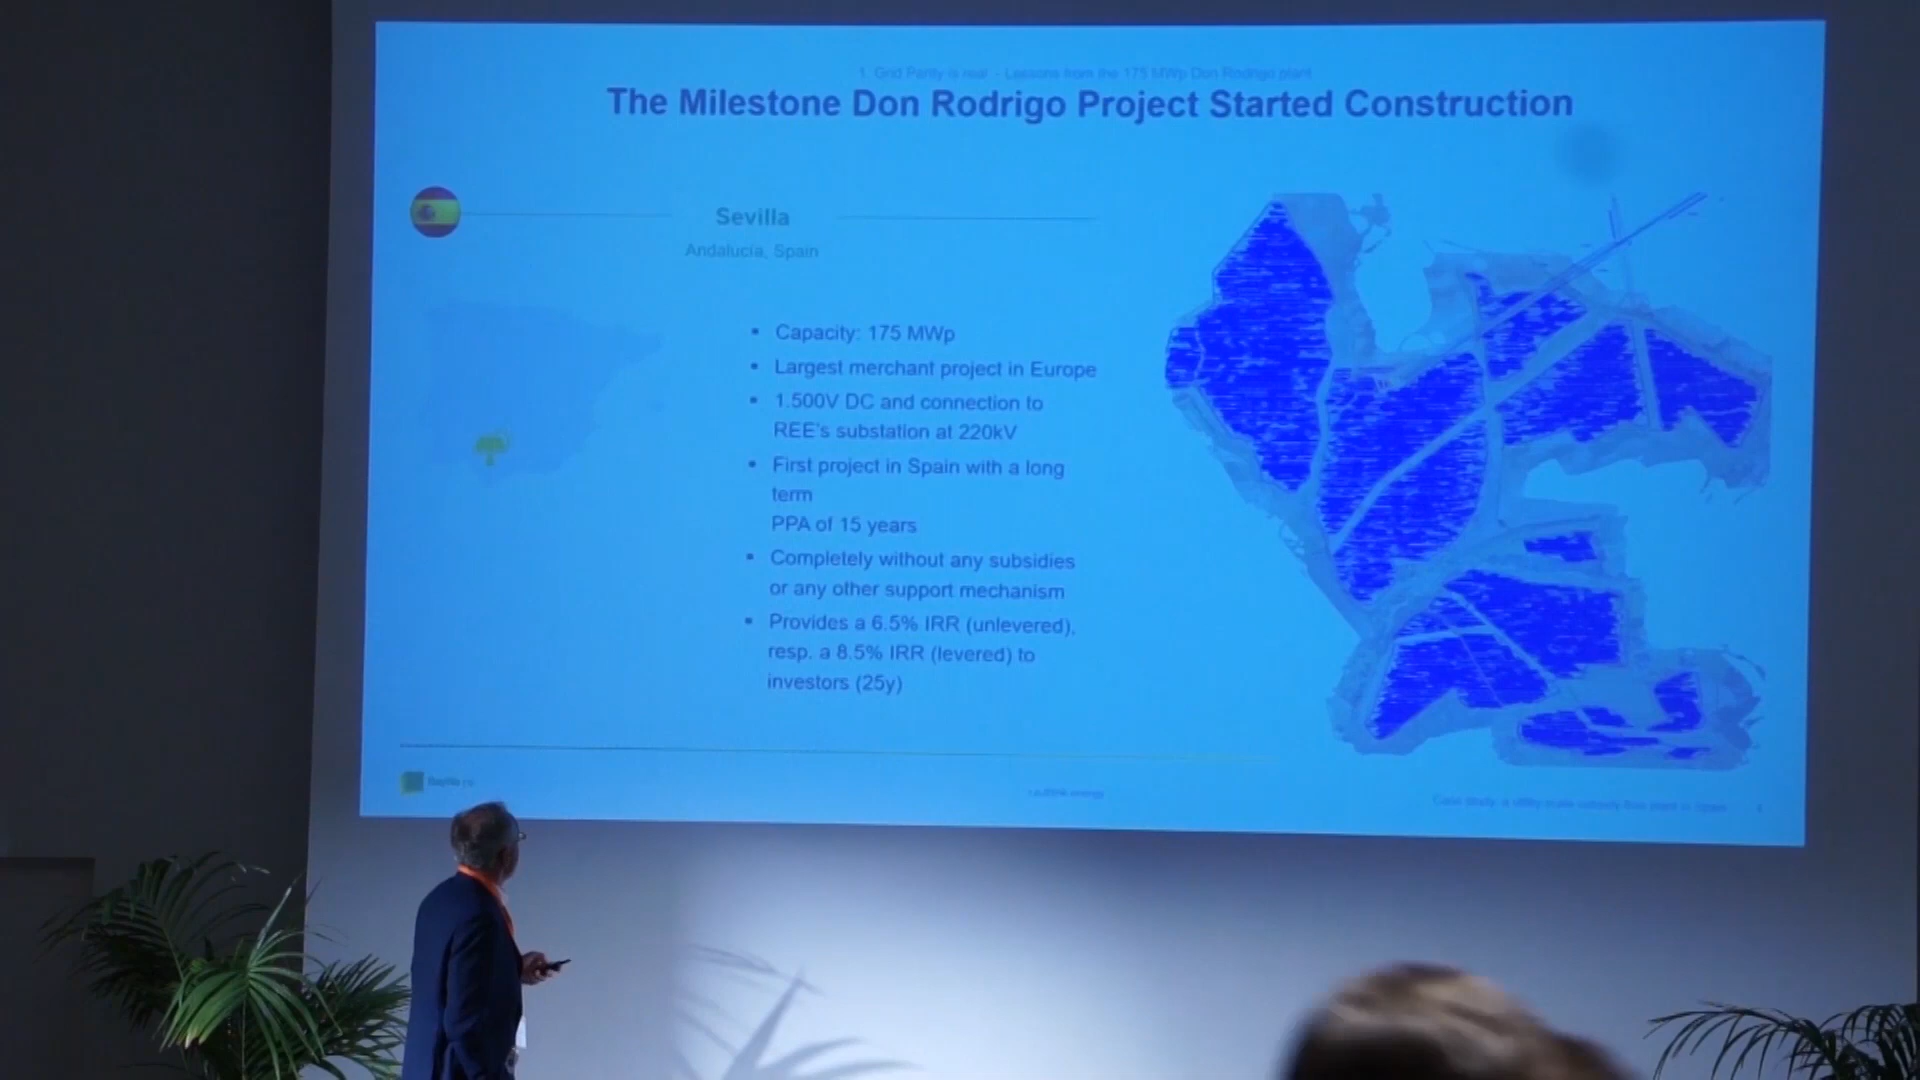 1. Grid Parity is real - Lessons from the 175 MWp Don Rodrigo plant
The Milestone Don Rodrigo Project Started Construction
Sevilla
Andalucía, Spain
▪ Capacity: 175 MWp
▪ Largest merchant project in Europe
▪ 1.500V DC and connection to
REE's substation at 220kV
▪ First project in Spain with a long
term
PPA of 15 years
▪ Completely without any subsidies
or any other support mechanism
▪ Provides a 6.5% IRR (unlevered),
resp. a 8.5% IRR (levered) to
investors (25y)
energy